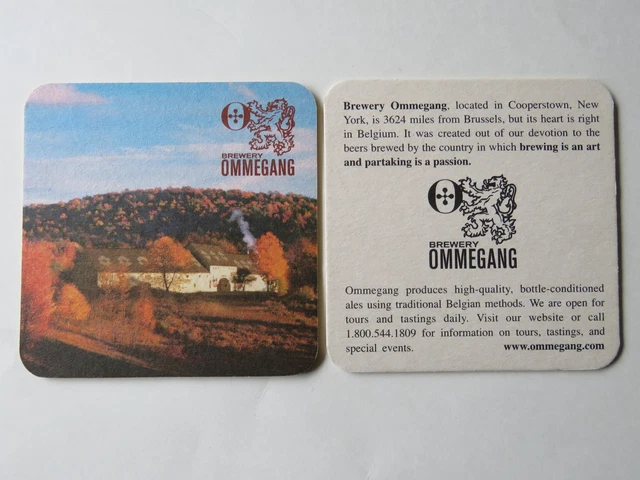 O
BREWERY
OMMEGANG
Brewery Ommegang, located in Cooperstown, New
York, is 3624 miles from Brussels, but its heart is right
in Belgium. It was created out of our devotion to the
beers brewed by the country in which brewing is an art
and partaking is a passion.
O
BREWERY
OMMEGANG
Ommegang produces high-quality, bottle-conditioned
ales using traditional Belgian methods. We are open for
tours and tastings daily. Visit our website or call
1.800.544.1809 for information on tours, tastings, and
special events. www.ommegang.com